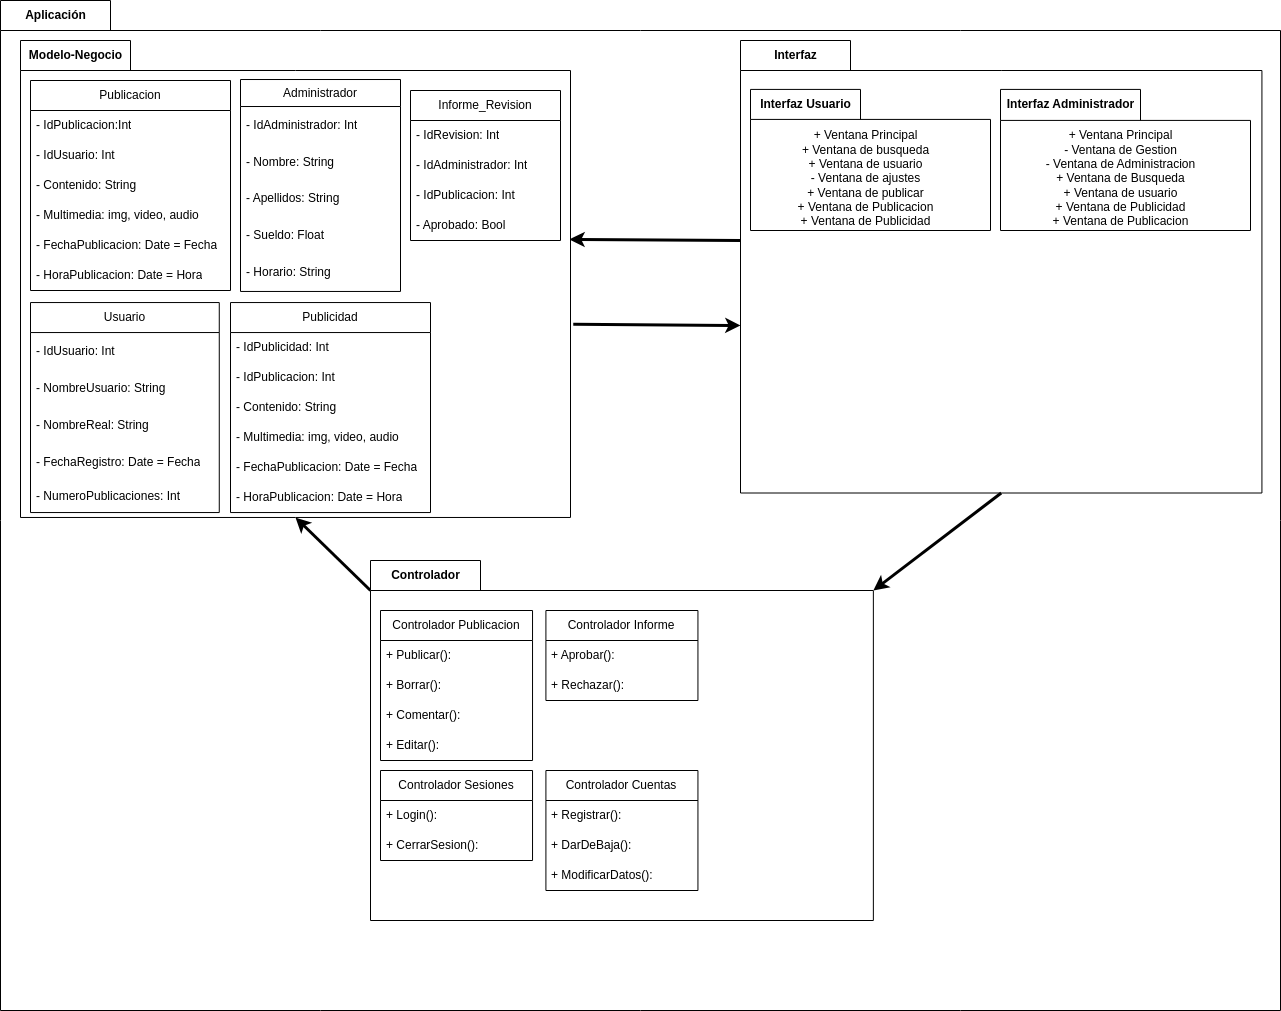 Aplicación
Modelo-Negocio
Publicacion
- IdPublicacion:Int
- IdUsuario: Int
- Contenido: String
- Multimedia: img, video, audio
- FechaPublicacion: Date = Fecha
- HoraPublicacion: Date = Hora
Administrador
- IdAdministrador: Int
- Nombre: String
- Apellidos: String
- Sueldo: Float
- Horario: String
Informe_Revision
- IdRevision: Int
- IdAdministrador: Int
- IdPublicacion: Int
- Aprobado: Bool
Usuario
- IdUsuario: Int
- NombreUsuario: String
- NombreReal: String
- FechaRegistro: Date = Fecha
- NumeroPublicaciones: Int
Publicidad
- IdPublicidad: Int
- IdPublicacion: Int
- Contenido: String
- Multimedia: img, video, audio
- FechaPublicacion: Date = Fecha
- HoraPublicacion: Date = Hora
Interfaz
Interfaz Usuario
+ Ventana Principal
+ Ventana de busqueda
+ Ventana de usuario
- Ventana de ajustes
+ Ventana de publicar
+ Ventana de Publicacion
+ Ventana de Publicidad
Interfaz Administrador
+ Ventana Principal
- Ventana de Gestion
- Ventana de Administracion
+ Ventana de Busqueda
+ Ventana de usuario
+ Ventana de Publicidad
+ Ventana de Publicacion
Controlador
Controlador Publicacion
+ Publicar():
+ Borrar():
+ Comentar():
+ Editar():
Controlador Informe
+ Aprobar():
+ Rechazar():
Controlador Sesiones
+ Login():
+ CerrarSesion():
Controlador Cuentas
+ Registrar():
+ DarDeBaja():
+ ModificarDatos():